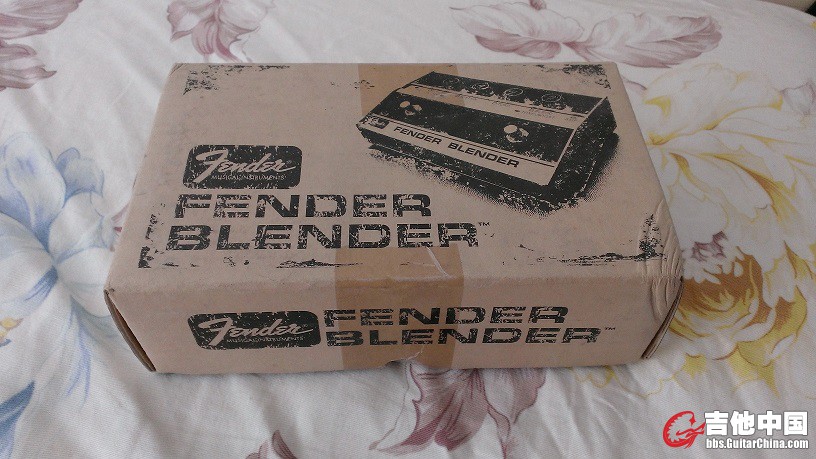 FENDER BLENDER
Fender
MUSICAL INSTRUMENTS
FENDER
BLENDER™
Fender
MUSICAL INSTRUMENTS
FENDER
BLENDER™
吉他中国
bbs.GuitarChina.com